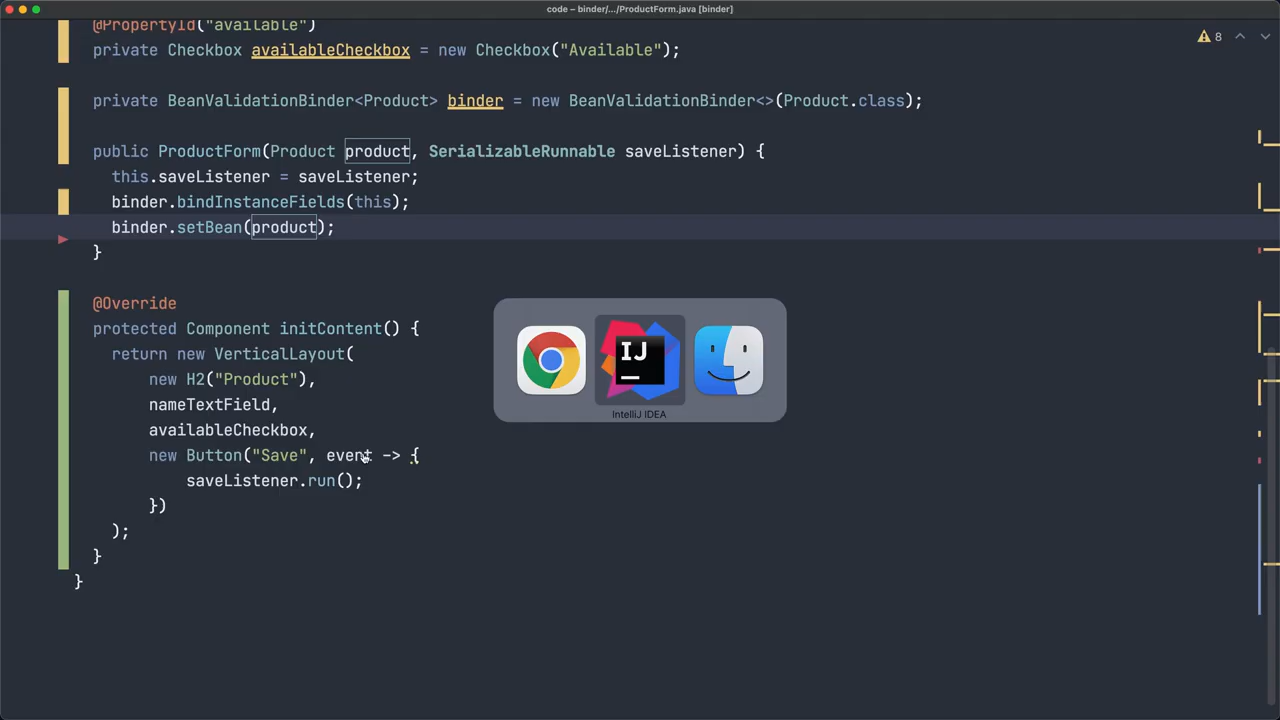 code – binder/.../ProductForm.java [binder]
@PropertyId("available")
private Checkbox availableCheckbox = new Checkbox("Available");
8
private BeanValidationBinder<Product> binder = new BeanValidationBinder<>(Product.class);
public ProductForm(Product product, SerializableRunnable saveListener) {
this.saveListener = saveListener;
binder.bindInstanceFields(this);
binder.setBean(product);
}
@Override
protected Component initContent() {
return new VerticalLayout(
new H2("Product"),
nameTextField,
availableCheckbox,
new Button("Save", event -> {
saveListener.run();
})
);
}
}
IJ
IntelliJ IDEA